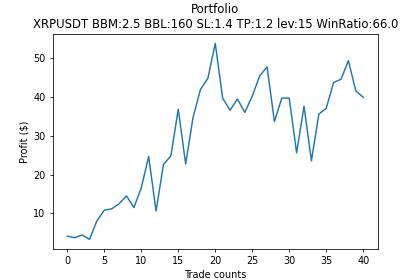 Portfolio
XRPUSDT BBM:2.5 BBL:160 SL:1.4 TP:1.2 lev:15 WinRatio:66.0
50
40
30
20
10
Profit ($)
0 5 10 15 20 25 30 35 40
Trade counts